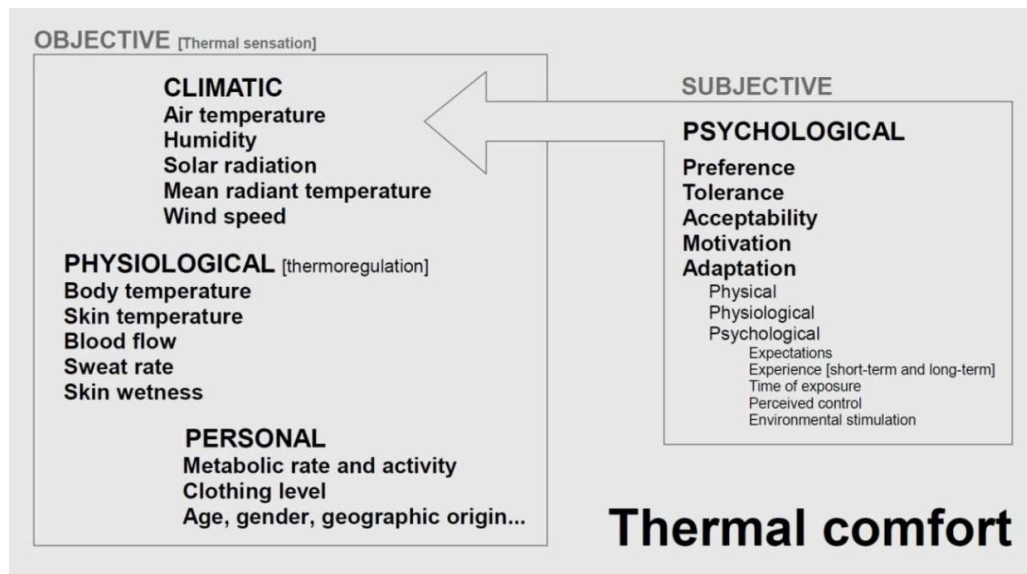 OBJECTIVE [Thermal sensation]
CLIMATIC
Air temperature
Humidity
Solar radiation
Mean radiant temperature
Wind speed
PHYSIOLOGICAL [thermoregulation]
Body temperature
Skin temperature
Blood flow
Sweat rate
Skin wetness
PERSONAL
Metabolic rate and activity
Clothing level
Age, gender, geographic origin...
SUBJECTIVE
PSYCHOLOGICAL
Preference
Tolerance
Acceptability
Motivation
Adaptation
Physical
Physiological
Psychological
Expectations
Experience [short-term and long-term]
Time of exposure
Perceived control
Environmental stimulation
Thermal comfort